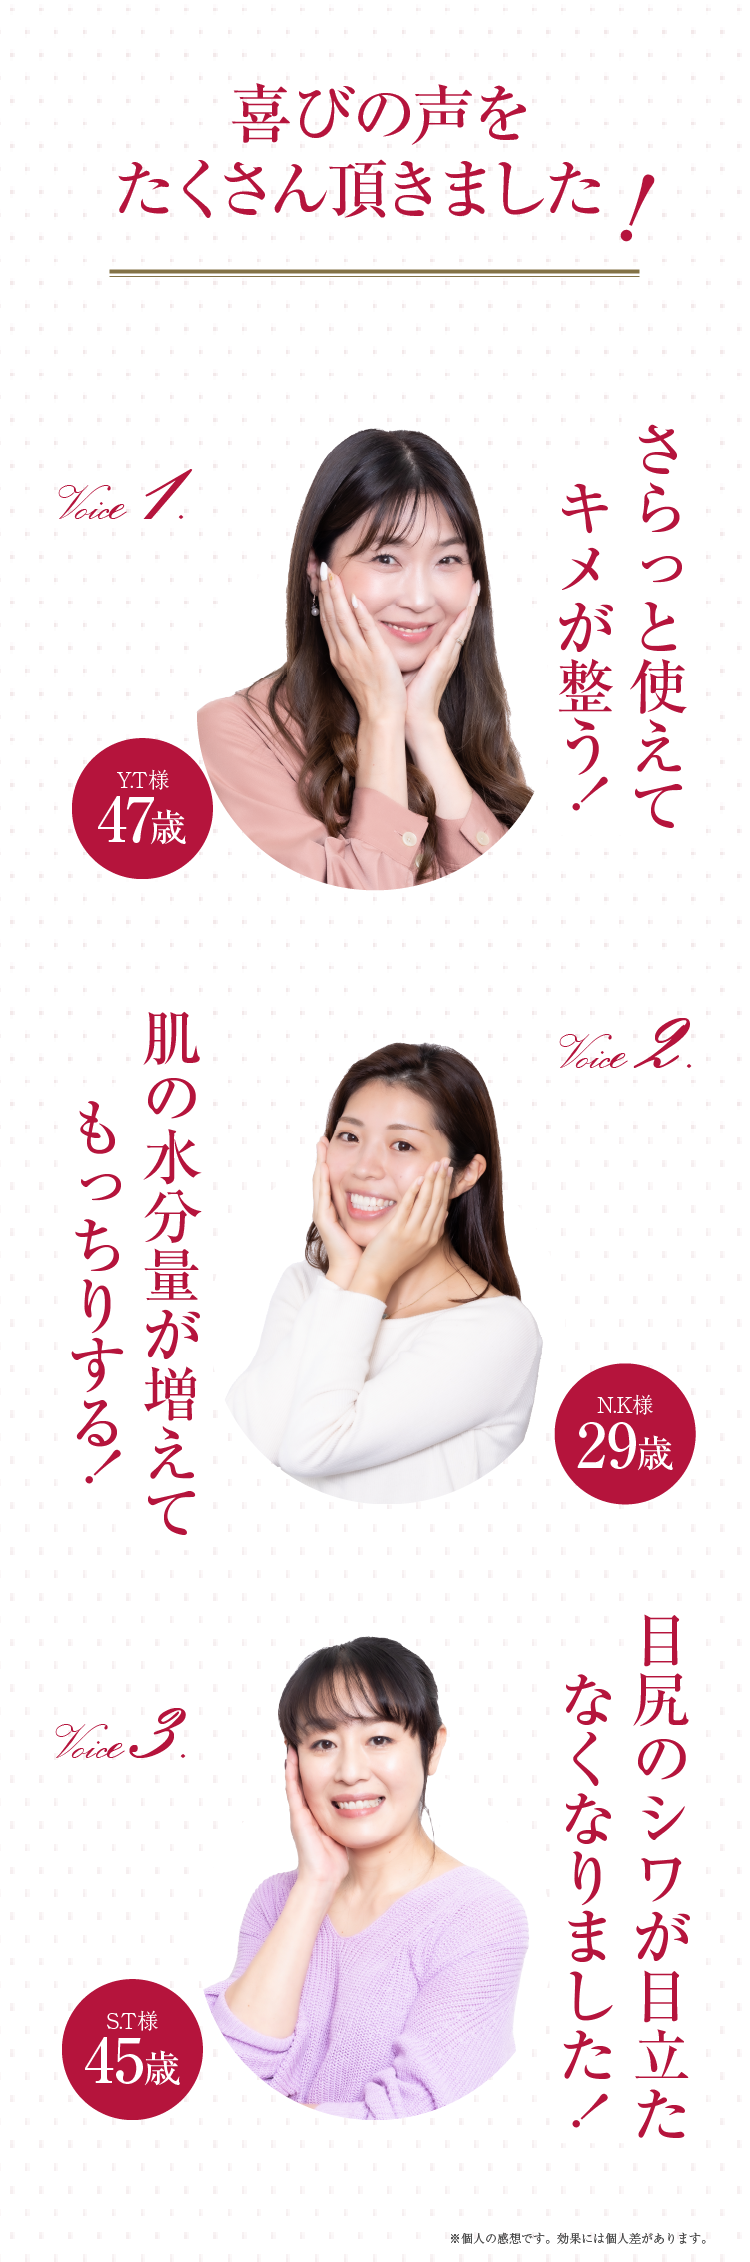 喜びの声を
たくさん頂きました！
Voice 1.
さらっと使えて
キメが整う！
Y.T様
47歳
Voice 2.
肌の水分量が増えて
もっちりする！
N.K様
29歳
Voice 3.
目尻のシワが目立た
なくなりました！
S.T様
45歳
※個人の感想です。効果には個人差があります。